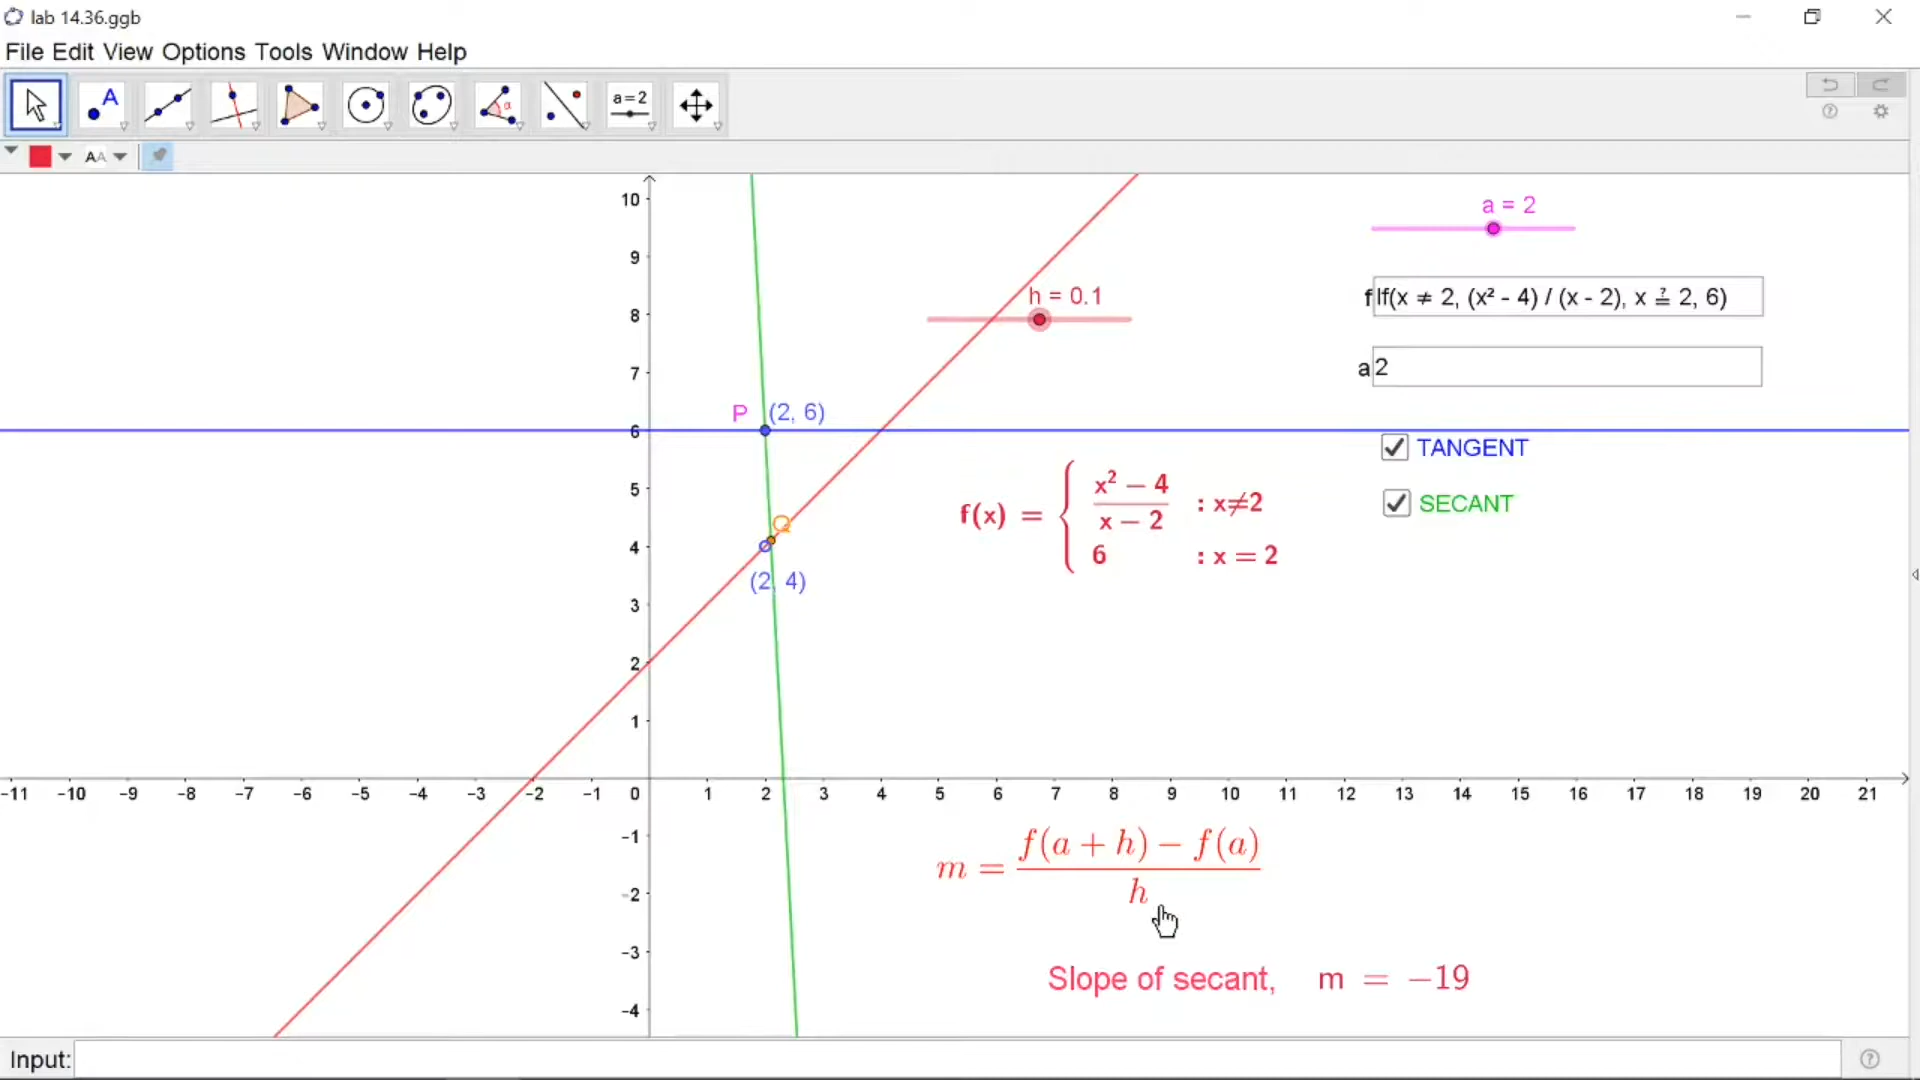 lab 14.36.ggb
File Edit View Options Tools Window Help
A
α
a=2
AA
a = 2
h = 0.1
f If(x ≠ 2, (x² - 4) / (x - 2), x ≟ 2, 6)
a 2
TANGENT
SECANT
P (2, 6)
Q
(2, 4)
f(x) = { x² − 4 / x − 2 : x≠2
6 : x = 2
10
9
8
7
6
5
4
3
2
1
−11 −10 −9 −8 −7 −6 −5 −4 −3 −2 −1 0 1 2 3 4 5 6 7 8 9 10 11 12 13 14 15 16 17 18 19 20 21
−1
−2
−3
−4
m = f(a + h) − f(a) / h
Slope of secant, m = −19
Input: